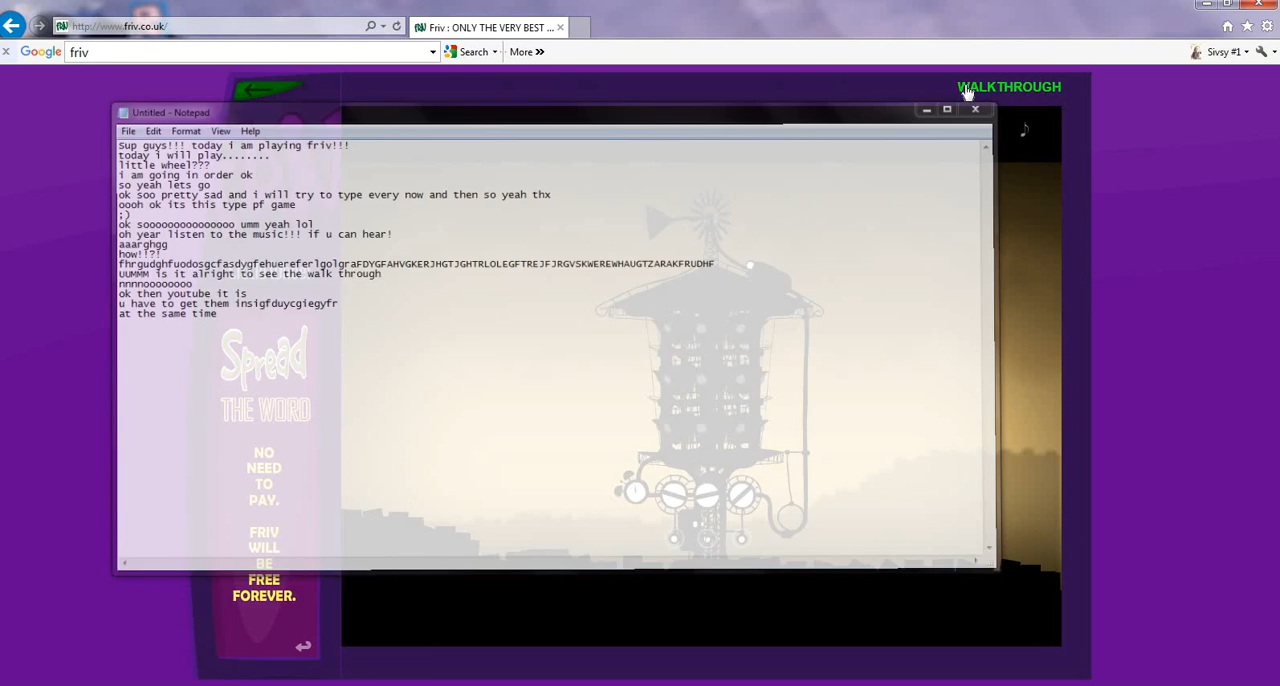 http://www.friv.co.uk/
Friv : ONLY THE VERY BEST ...
Google
friv
Search
More
Sivsy #1
WALKTHROUGH
Untitled - Notepad
File Edit Format View Help
Sup guys!!! today i am playing friv!!!
today i will play........
little wheel???
i am going in order ok
so yeah lets go
ok soo pretty sad and i will try to type every now and then so yeah thx
oooh ok its this type pf game
;)
ok sooooooooooooooo umm yeah lol
oh year listen to the music!!! if u can hear!
aaarghgg
how!!?!
fhrgudghfuodosgcfasdygfehuereferlgolgraFDYGFAHVGKERJHGTJGHTRLOLEGFTREJFJRGVSKWEREWHAUGTZARAKFRUDHF
UUMMM is it alright to see the walk through
nnnnoooooooo
ok then youtube it is
u have to get them insigfduycgiegyfr
at the same time
Spread
THE WORD
NO
NEED
TO
PAY.
FRIV
WILL
BE
FREE
FOREVER.